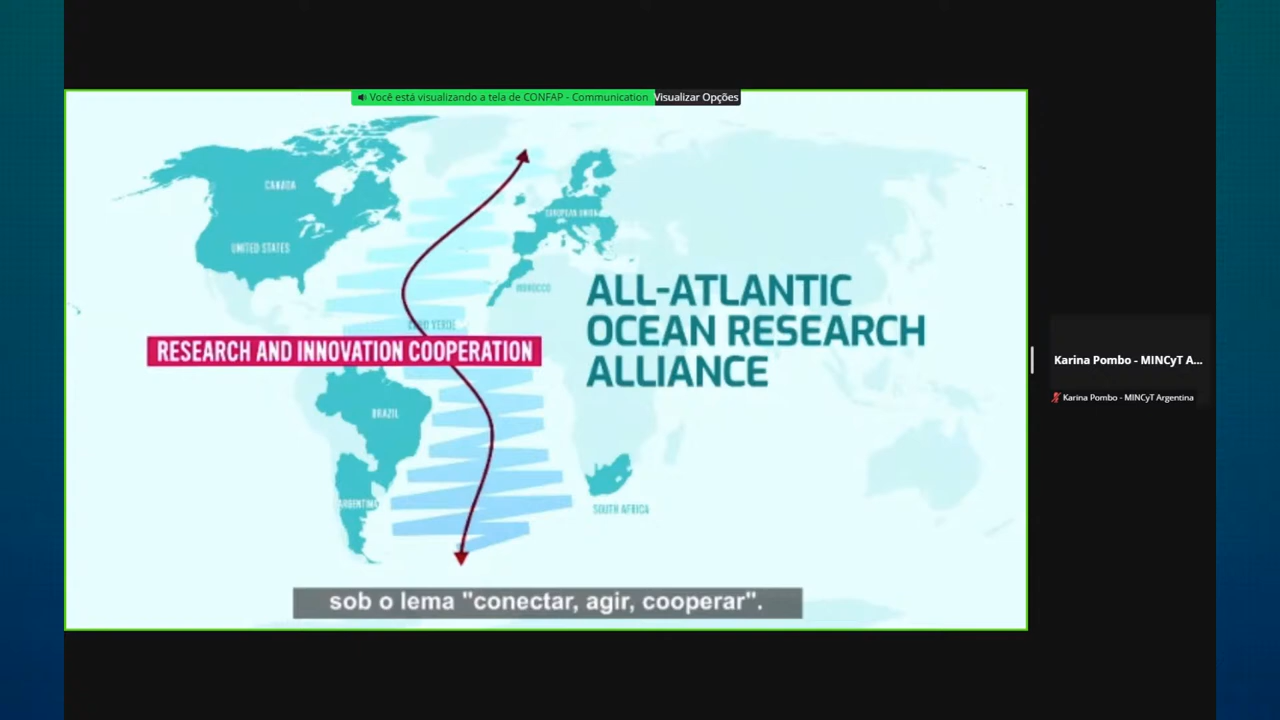 Você está visualizando a tela de CONFAP - Communication Visualizar Opções
CANADA
UNITED STATES
EUROPEAN UNION
MOROCCO
CABO VERDE
ALL-ATLANTIC
OCEAN RESEARCH
ALLIANCE
RESEARCH AND INNOVATION COOPERATION
BRAZIL
ARGENTINA
SOUTH AFRICA
sob o lema "conectar, agir, cooperar".
Karina Pombo - MINCyT A...
Karina Pombo - MINCyT Argentina